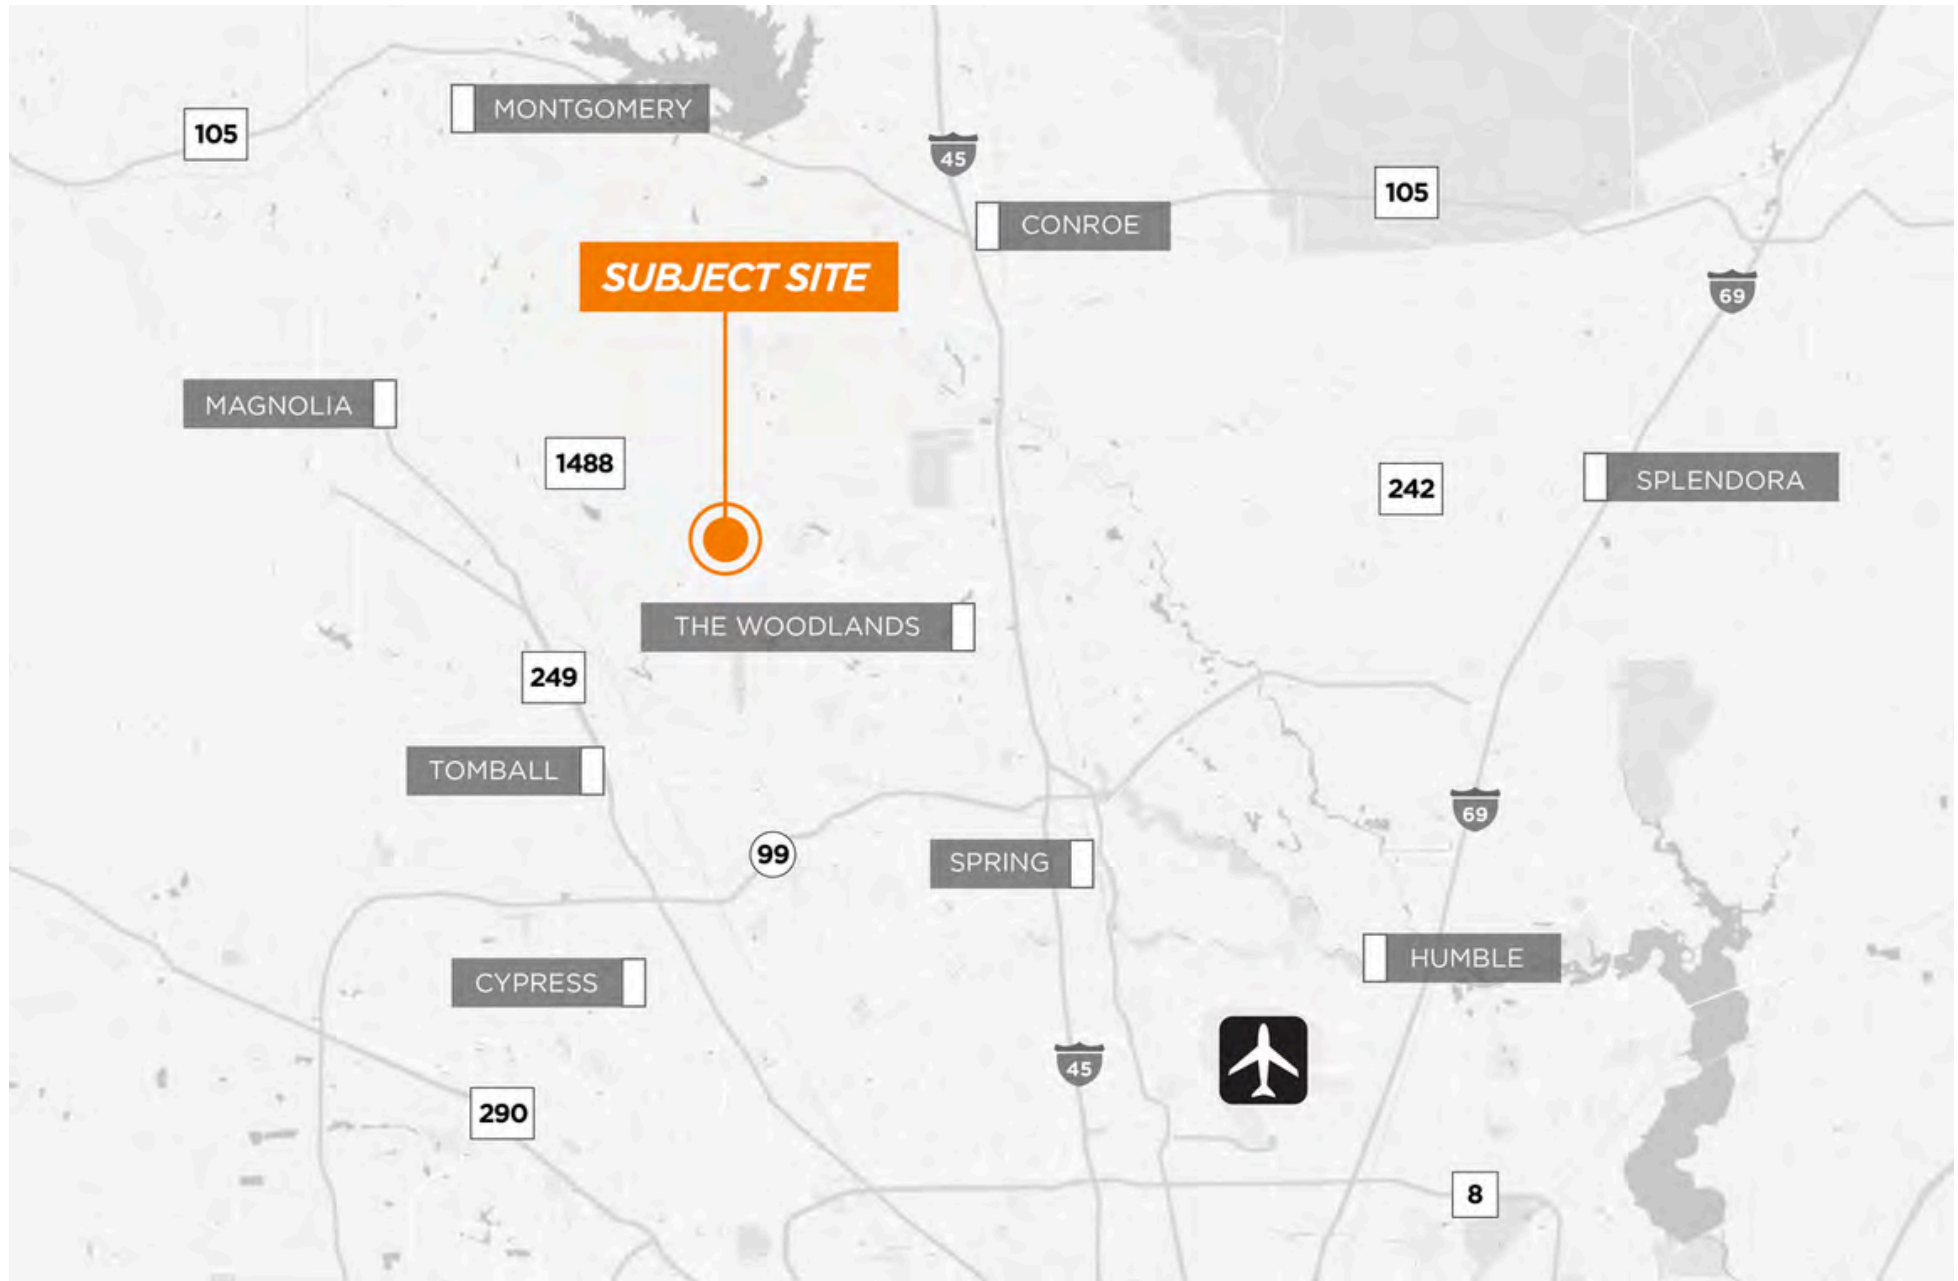 MONTGOMERY
105
45
105
CONROE
SUBJECT SITE
69
MAGNOLIA
1488
242
SPLENDORA
THE WOODLANDS
249
TOMBALL
69
99
SPRING
HUMBLE
CYPRESS
45
290
8